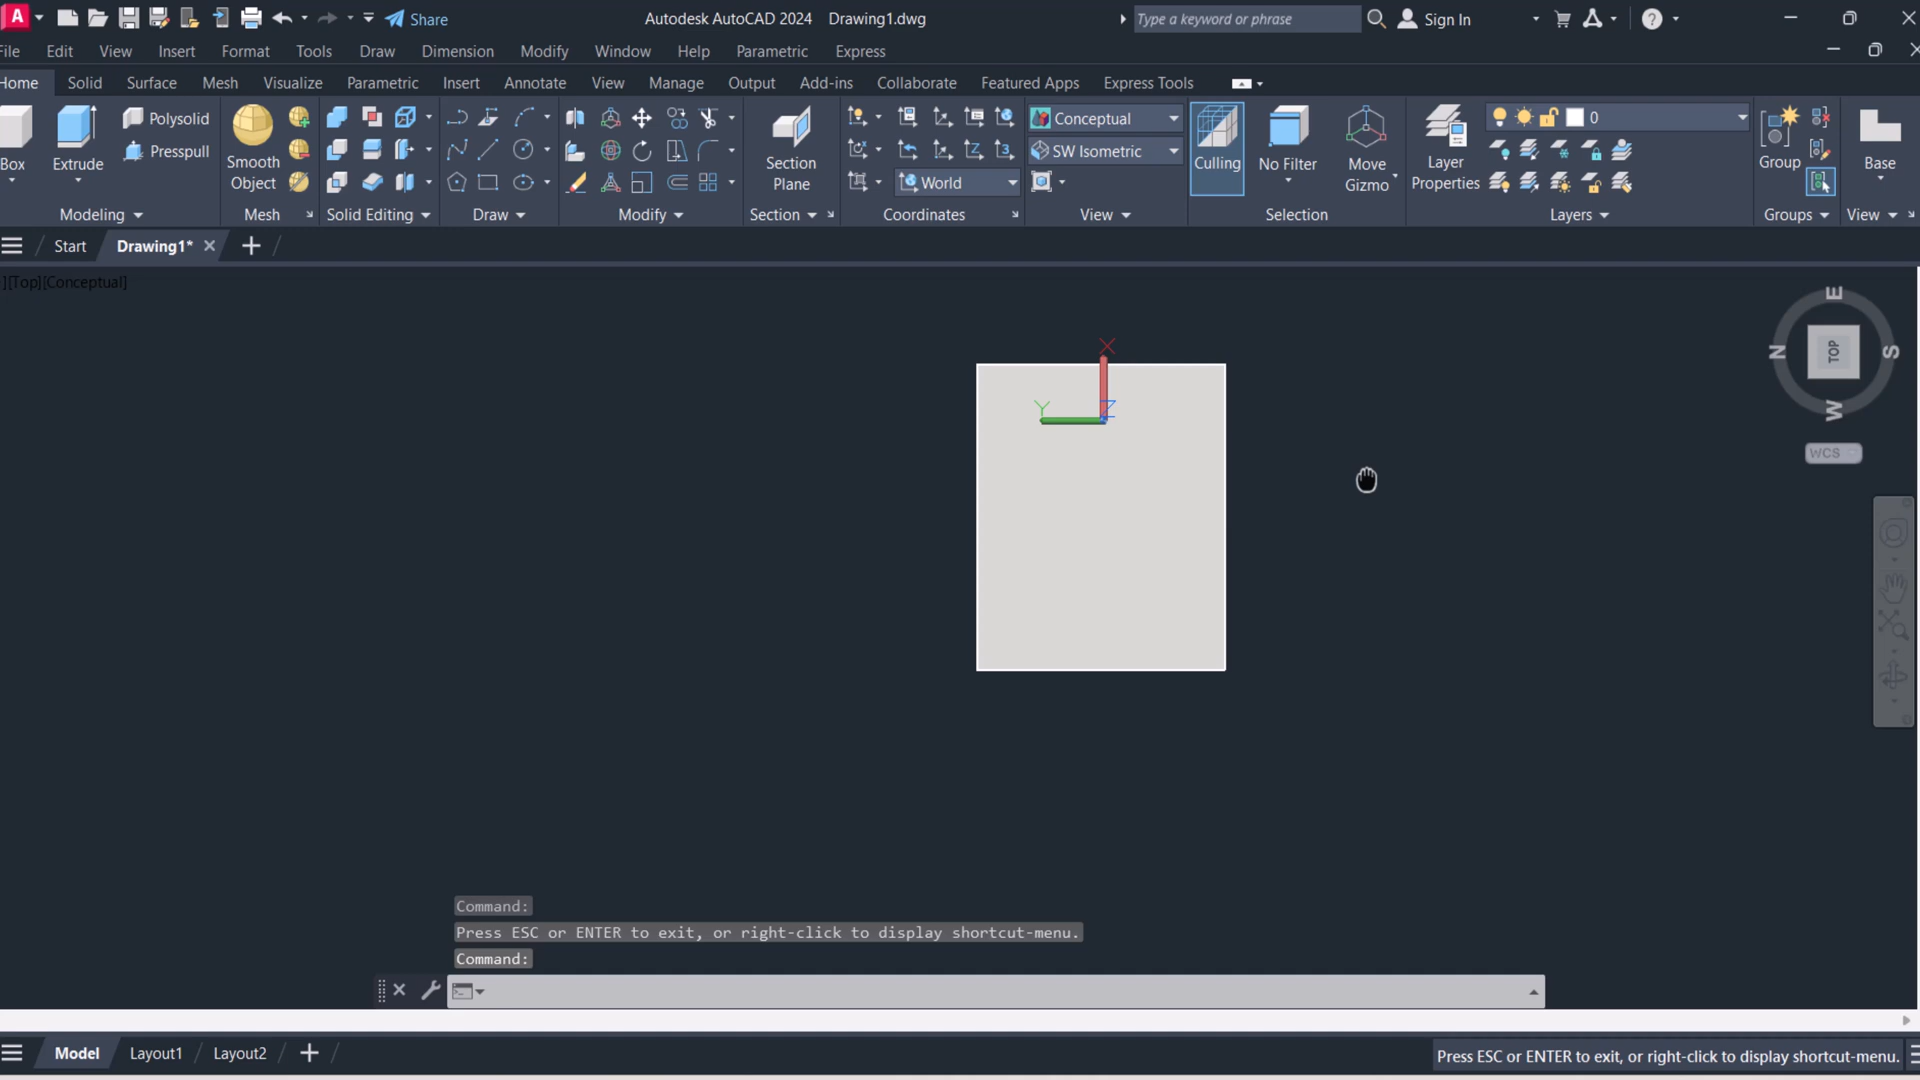 A Share Autodesk AutoCAD 2024 Drawing1.dwg Type a keyword or phrase Sign In
File Edit View Insert Format Tools Draw Dimension Modify Window Help Parametric Express
Home Solid Surface Mesh Visualize Parametric Insert Annotate View Manage Output Add-ins Collaborate Featured Apps Express Tools
Box
Extrude
Polysolid
Presspull
Smooth
Object
Section
Plane
World
Conceptual
SW Isometric
Culling
No Filter
Move
Gizmo
Layer
Properties
0
Group
Base
Modeling Mesh Solid Editing Draw Modify Section Coordinates View Selection Layers Groups View
Start Drawing1*
][Top][Conceptual]
X
Y
Z
E
N TOP S
W
WCS
Command:
Press ESC or ENTER to exit, or right-click to display shortcut-menu.
Command:
Model Layout1 Layout2
Press ESC or ENTER to exit, or right-click to display shortcut-menu.